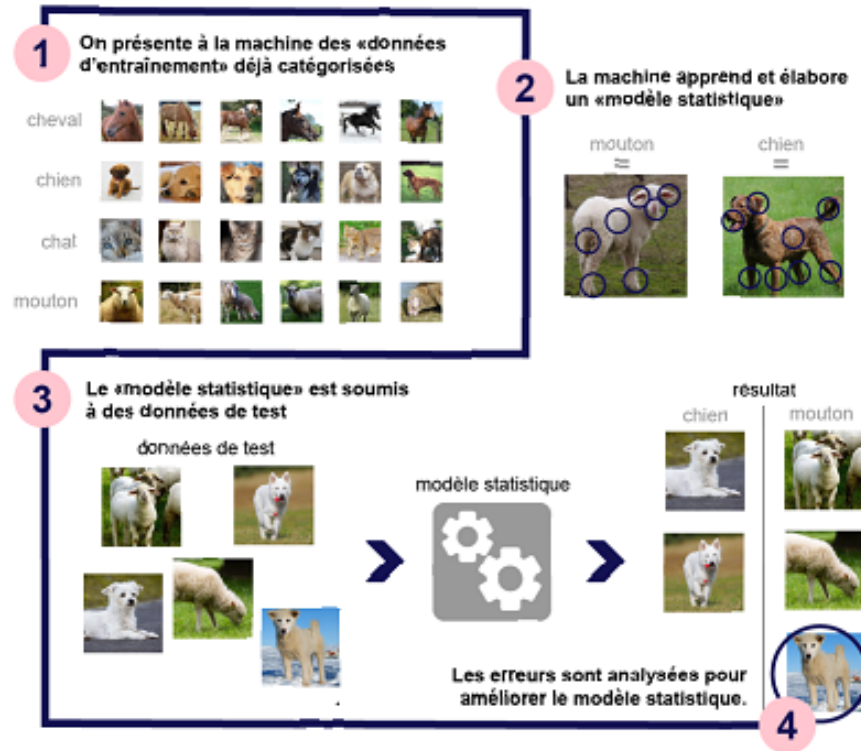 1
On présente à la machine des «données
d'entraînement» déjà catégorisées
cheval
chien
chat
mouton
2
La machine apprend et élabore
un «modèle statistique»
mouton
≈
chien
=
3
Le «modèle statistique» est soumis
à des données de test
données de test
modèle statistique
résultat
chien
mouton
Les erreurs sont analysées pour
améliorer le modèle statistique.
4